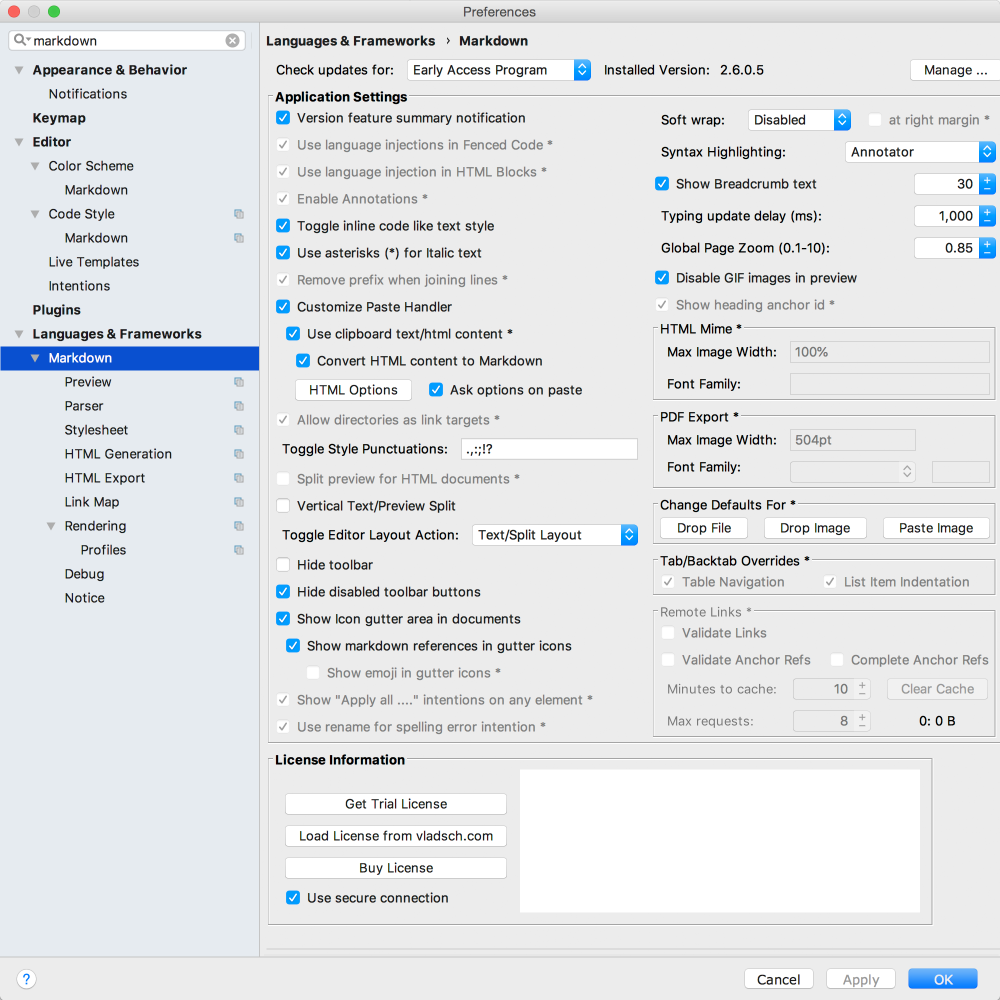 Preferences
markdown
Appearance & Behavior
Notifications
Keymap
Editor
Color Scheme
Markdown
Code Style
Markdown
Live Templates
Intentions
Plugins
Languages & Frameworks
Markdown
Preview
Parser
Stylesheet
HTML Generation
HTML Export
Link Map
Rendering
Profiles
Debug
Notice
Languages & Frameworks › Markdown
Check updates for: Early Access Program Installed Version: 2.6.0.5 Manage ...
Application Settings
Version feature summary notification
Use language injections in Fenced Code *
Use language injection in HTML Blocks *
Enable Annotations *
Toggle inline code like text style
Use asterisks (*) for Italic text
Remove prefix when joining lines *
Customize Paste Handler
Use clipboard text/html content *
Convert HTML content to Markdown
HTML Options Ask options on paste
Allow directories as link targets *
Toggle Style Punctuations: .,:;!?
Split preview for HTML documents *
Vertical Text/Preview Split
Toggle Editor Layout Action: Text/Split Layout
Hide toolbar
Hide disabled toolbar buttons
Show Icon gutter area in documents
Show markdown references in gutter icons
Show emoji in gutter icons *
Show "Apply all ...." intentions on any element *
Use rename for spelling error intention *
Soft wrap: Disabled at right margin *
Syntax Highlighting: Annotator
Show Breadcrumb text 30
Typing update delay (ms): 1,000
Global Page Zoom (0.1-10): 0.85
Disable GIF images in preview
Show heading anchor id *
HTML Mime *
Max Image Width: 100%
Font Family:
PDF Export *
Max Image Width: 504pt
Font Family:
Change Defaults For *
Drop File Drop Image Paste Image
Tab/Backtab Overrides *
Table Navigation List Item Indentation
Remote Links *
Validate Links
Validate Anchor Refs Complete Anchor Refs
Minutes to cache: 10 Clear Cache
Max requests: 8 0: 0 B
License Information
Get Trial License
Load License from vladsch.com
Buy License
Use secure connection
? Cancel Apply OK